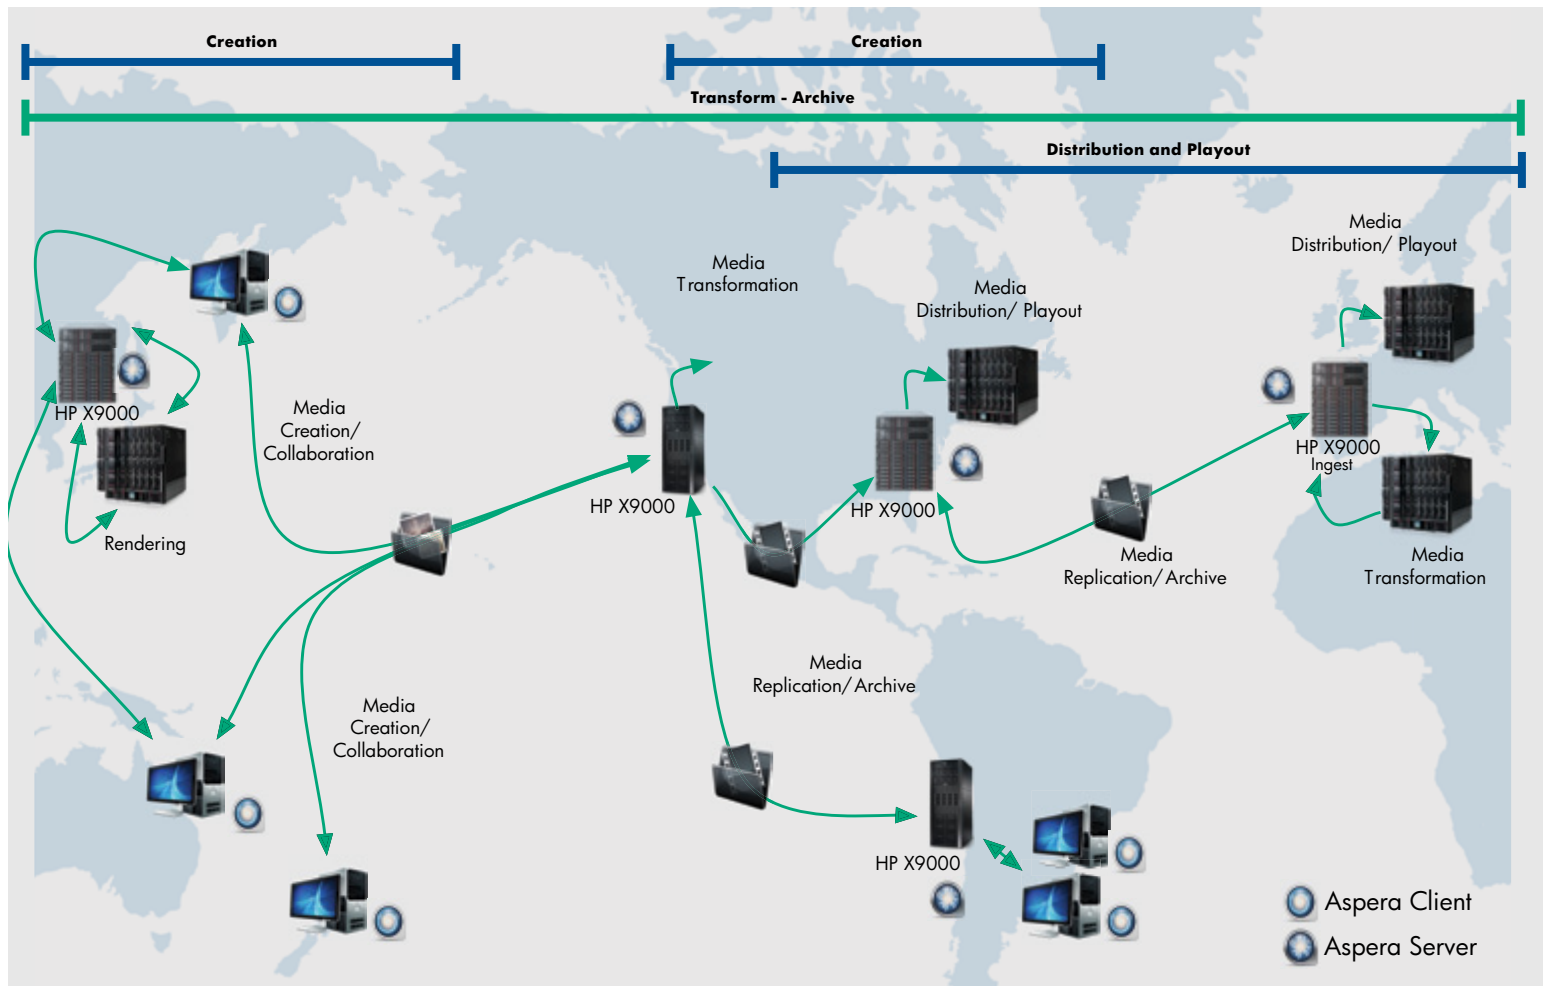 Creation
Creation
Transform - Archive
Distribution and Playout
Media
Distribution/ Playout
Media
Transformation
Media
Distribution/ Playout
HP X9000
Media
Creation/
Collaboration
HP X9000
Ingest
HP X9000
HP X9000
Rendering
Media
Replication/Archive
Media
Transformation
Media
Replication/Archive
Media
Creation/
Collaboration
HP X9000
Aspera Client
Aspera Server